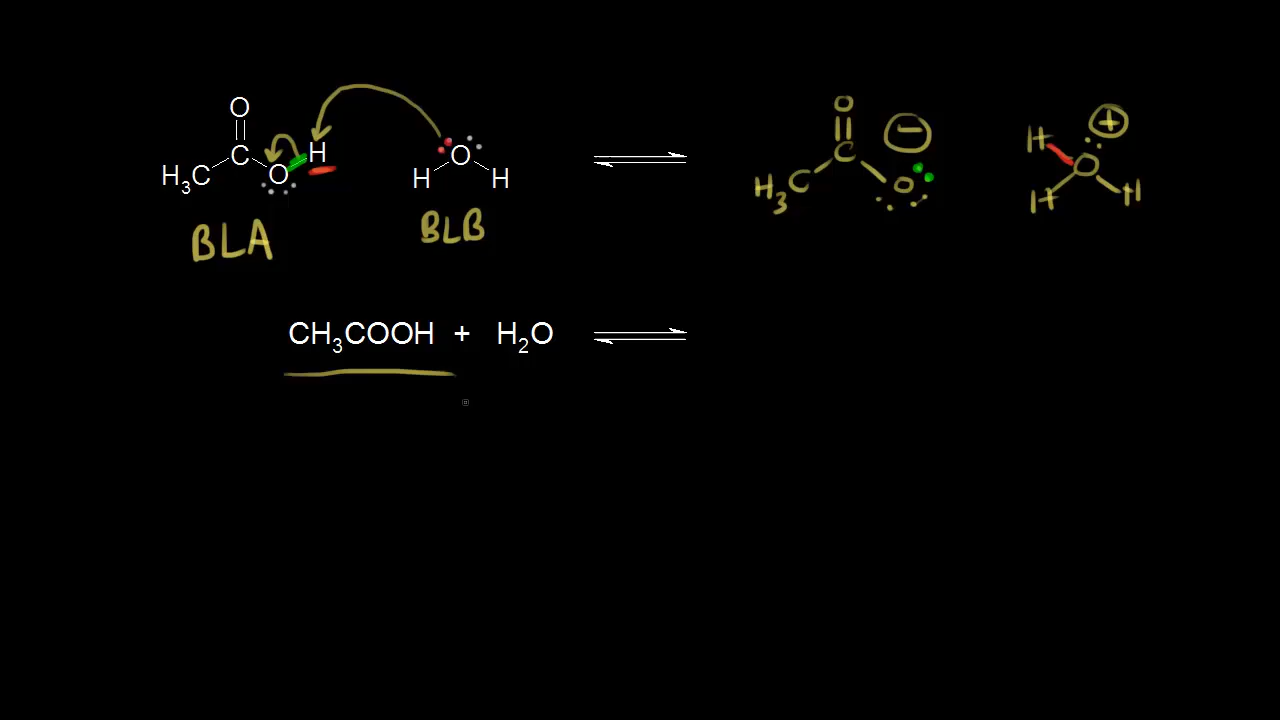 O O − +
H₃C C O H H O H ⇌ H₃C C O H O H H
BLA BLB
CH₃COOH + H₂O ⇌